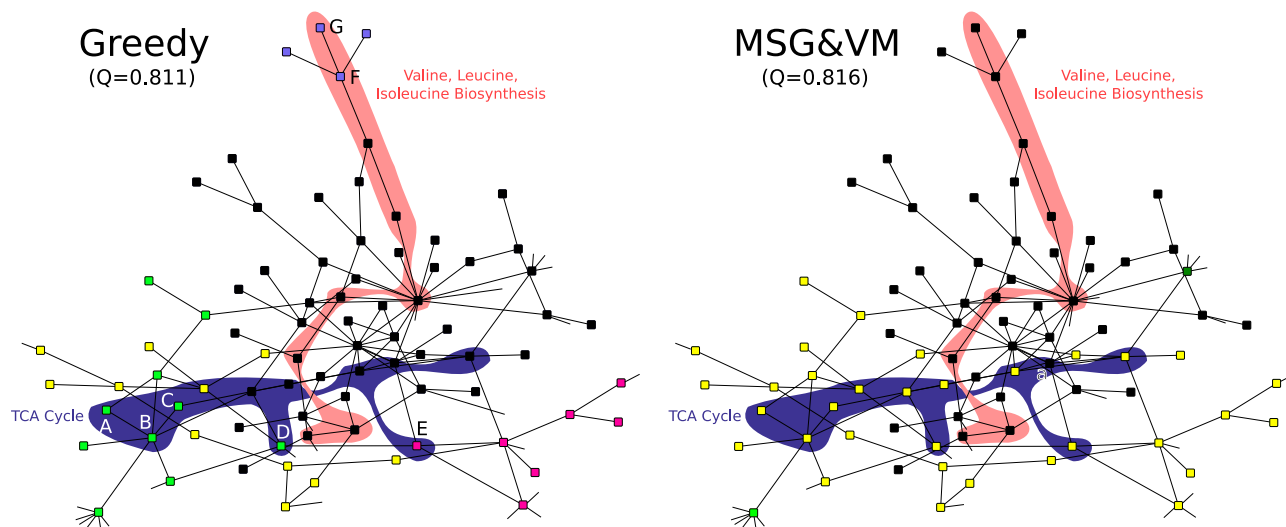 Greedy
(Q=0.811)
G
F
Valine, Leucine,
Isoleucine Biosynthesis
TCA Cycle
A
B
C
D
E
MSG&VM
(Q=0.816)
Valine, Leucine,
Isoleucine Biosynthesis
TCA Cycle
@